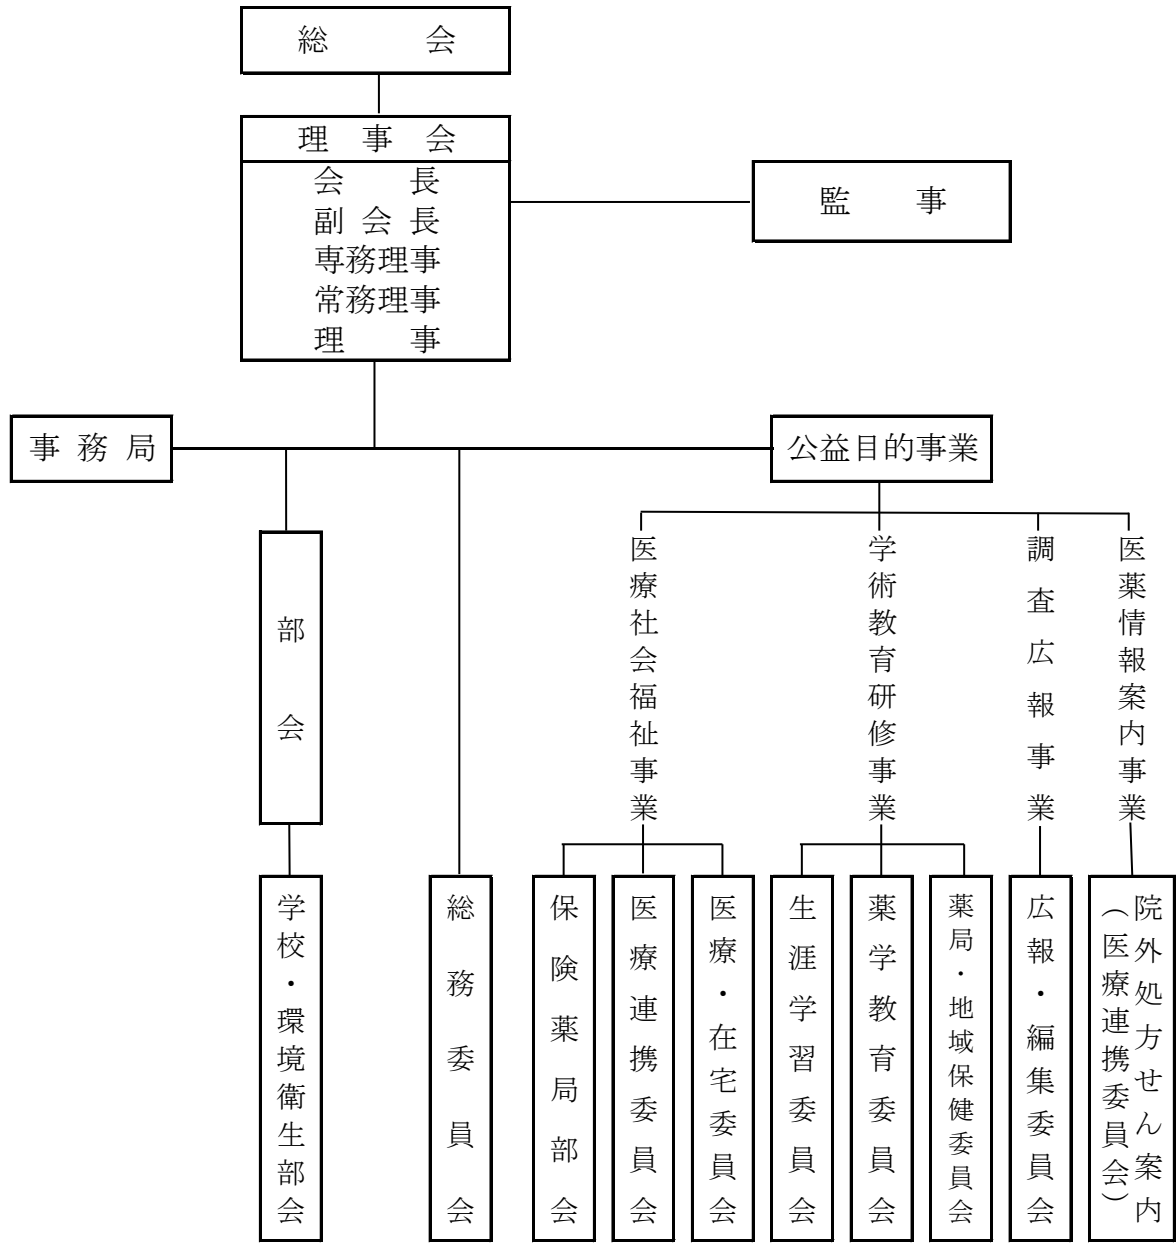 総会
理事会
会長
副会長
専務理事
常務理事
理事
監事
事務局
公益目的事業
部会
医療社会福祉事業
学術教育研修事業
調査広報事業
医薬情報案内事業
学校・環境衛生部会
総務委員会
保険薬局部会
医療連携委員会
医療・在宅委員会
生涯学習委員会
薬学教育委員会
薬局・地域保健委員会
広報・編集委員会
院外処方せん案内
（医療連携委員会）